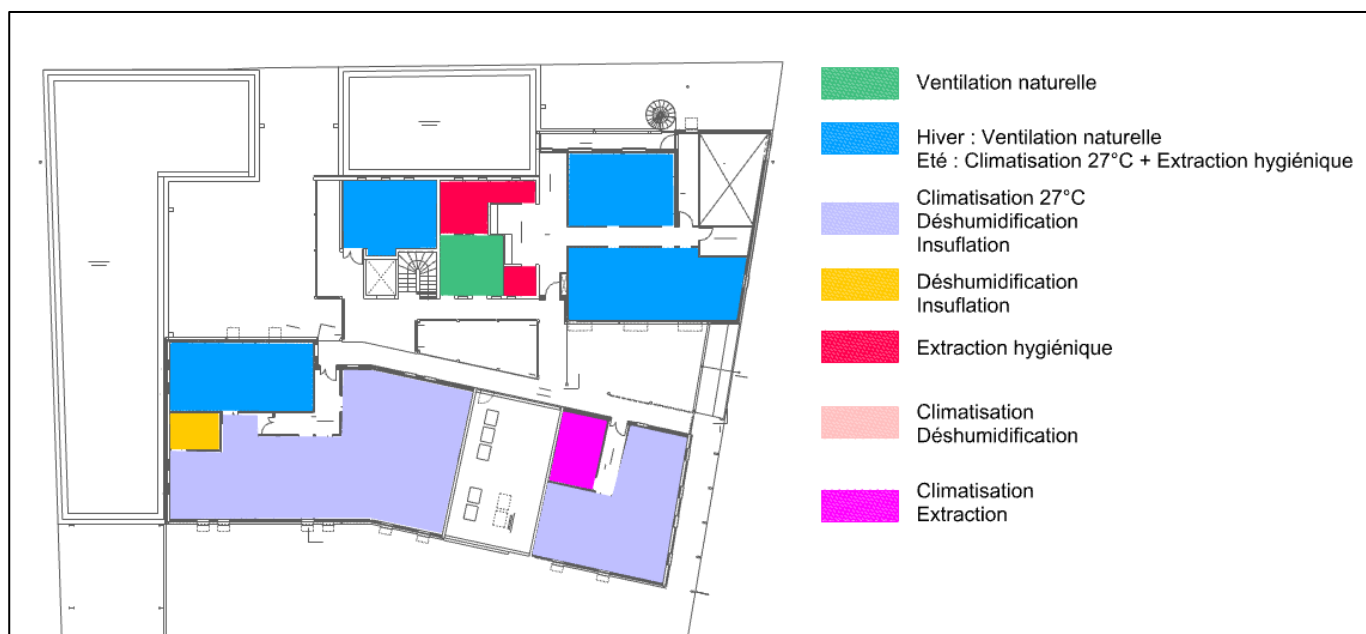 Ventilation naturelle
Hiver : Ventilation naturelle
Eté : Climatisation 27°C + Extraction hygiénique
Climatisation 27°C
Déshumidification
Insuflation
Déshumidification
Insuflation
Extraction hygiénique
Climatisation
Déshumidification
Climatisation
Extraction